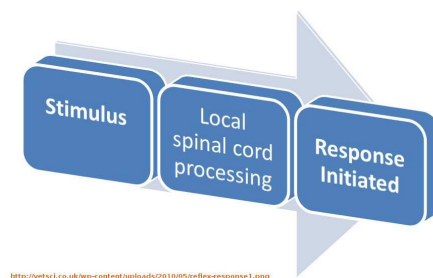 Stimulus
Local
spinal cord
processing
Response
Initiated
http://vetsci.co.uk/wp-content/uploads/2010/05/reflex-response1.png